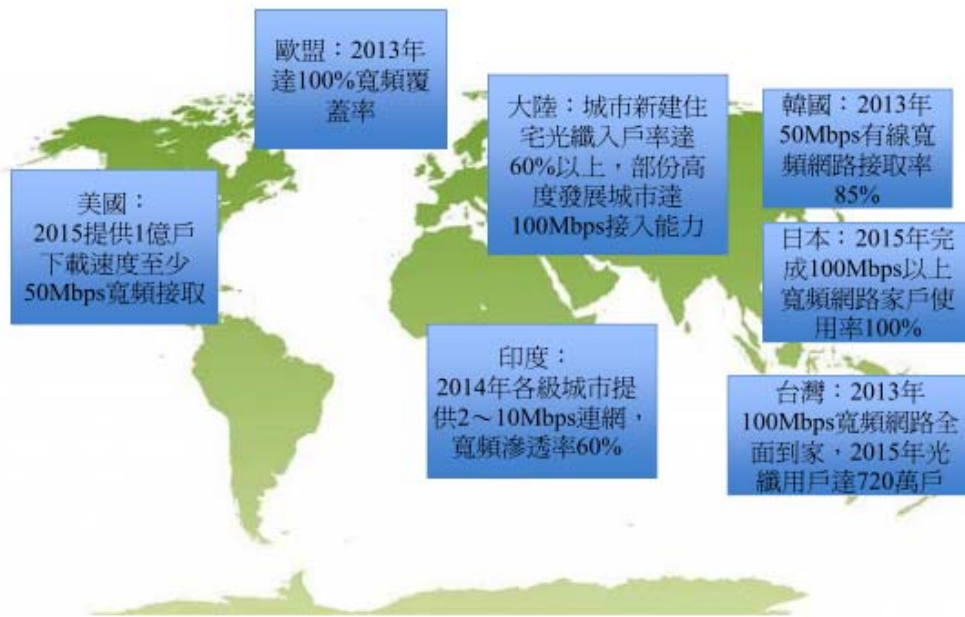 歐盟：2013年
達100%寬頻覆
蓋率
大陸：城市新建住
宅光纖入戶率達
60%以上，部份高
度發展城市達
100Mbps接入能力
韓國：2013年
50Mbps有線寬
頻網路接取率
85%
美國：
2015提供1億戶
下載速度至少
50Mbps寬頻接取
日本：2015年完
成100Mbps以上
寬頻網路家戶使
用率100%
印度：
2014年各級城市提
供2～10Mbps連網，
寬頻滲透率60%
台灣：2013年
100Mbps寬頻網路全
面到家，2015年光
纖用戶達720萬戶